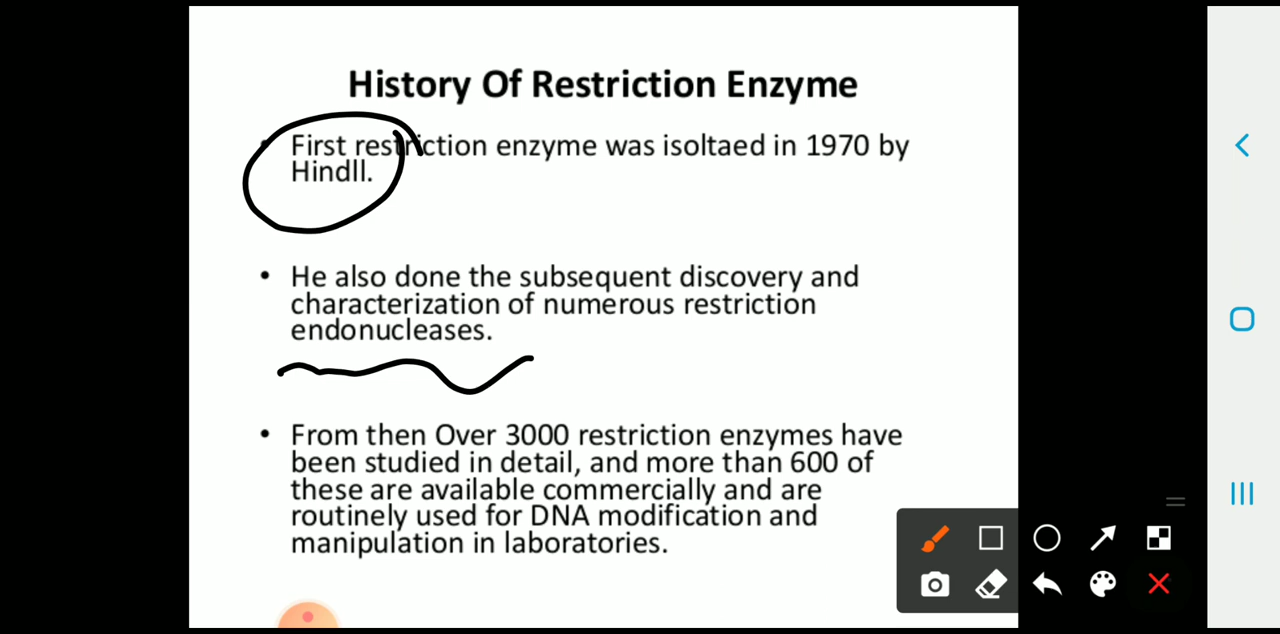 History Of Restriction Enzyme
• First restriction enzyme was isoltaed in 1970 by
Hindll.
• He also done the subsequent discovery and
characterization of numerous restriction
endonucleases.
• From then Over 3000 restriction enzymes have
been studied in detail, and more than 600 of
these are available commercially and are
routinely used for DNA modification and
manipulation in laboratories.